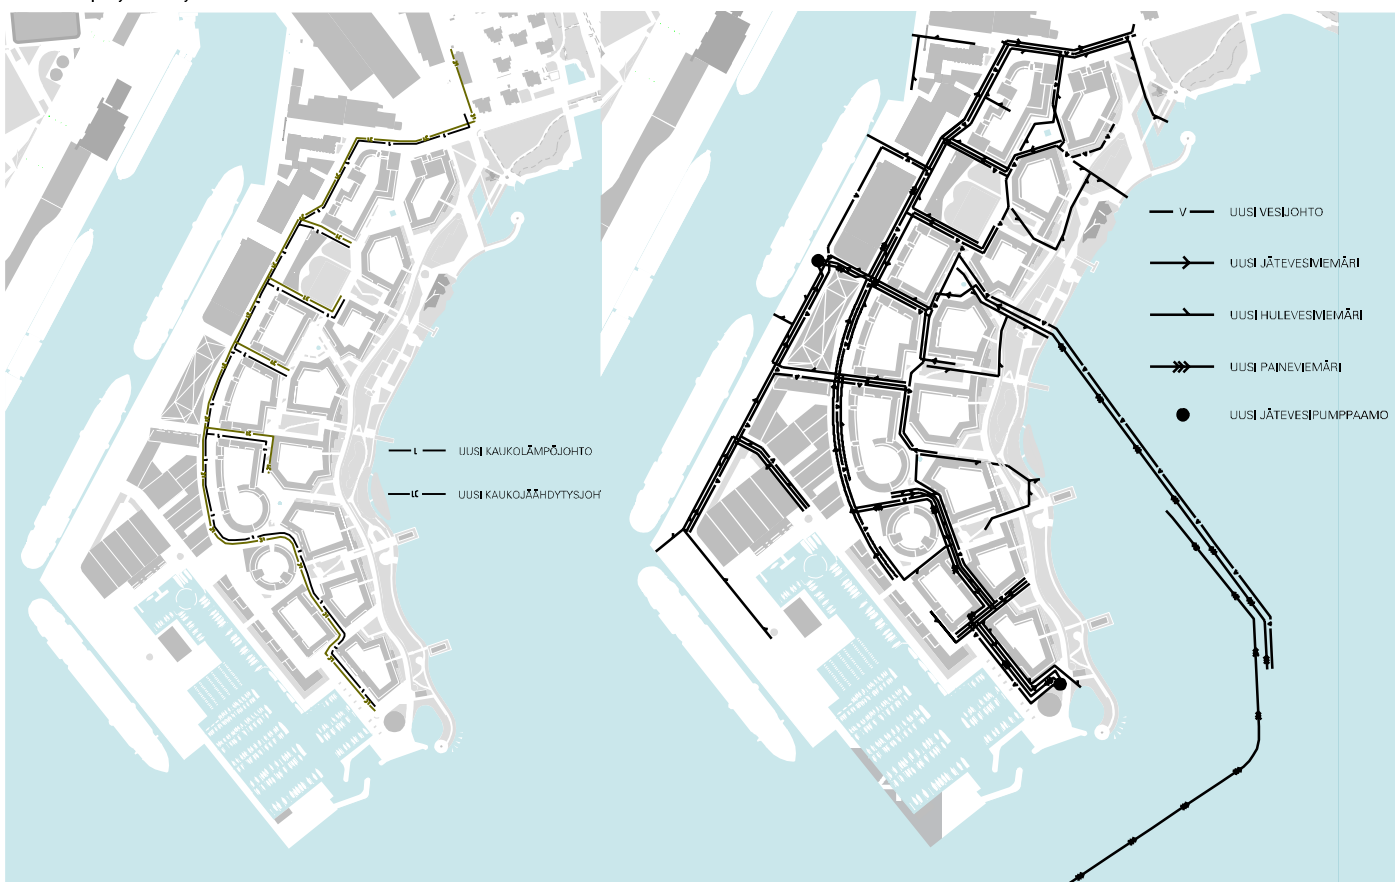 UUSI KAUKOLÄMPÖJOHTO
UUSI KAUKOJÄÄHDYTYSJOH
V UUSI VESIJOHTO
UUSI JÄTEVESIVIEMÄRI
UUSI HULEVESIVIEMÄRI
UUSI PAINEVIEMÄRI
UUSI JÄTEVESIPUMPPAAMO